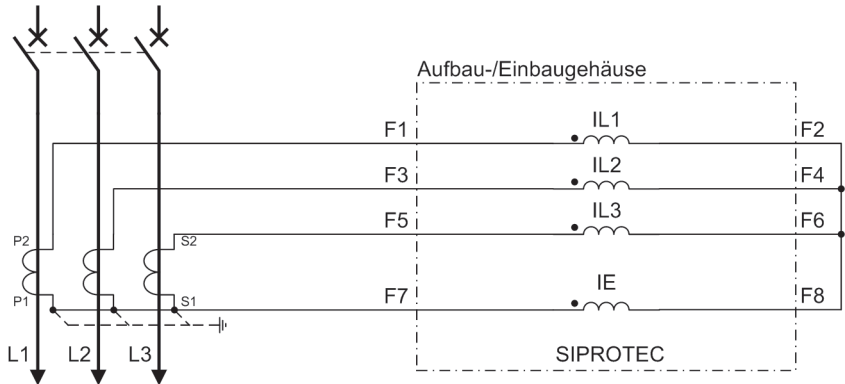 Aufbau-/Einbaugehäuse
F1
IL1
F2
F3
IL2
F4
F5
IL3
F6
P2
S2
P1
S1
F7
IE
F8
L1
L2
L3
SIPROTEC